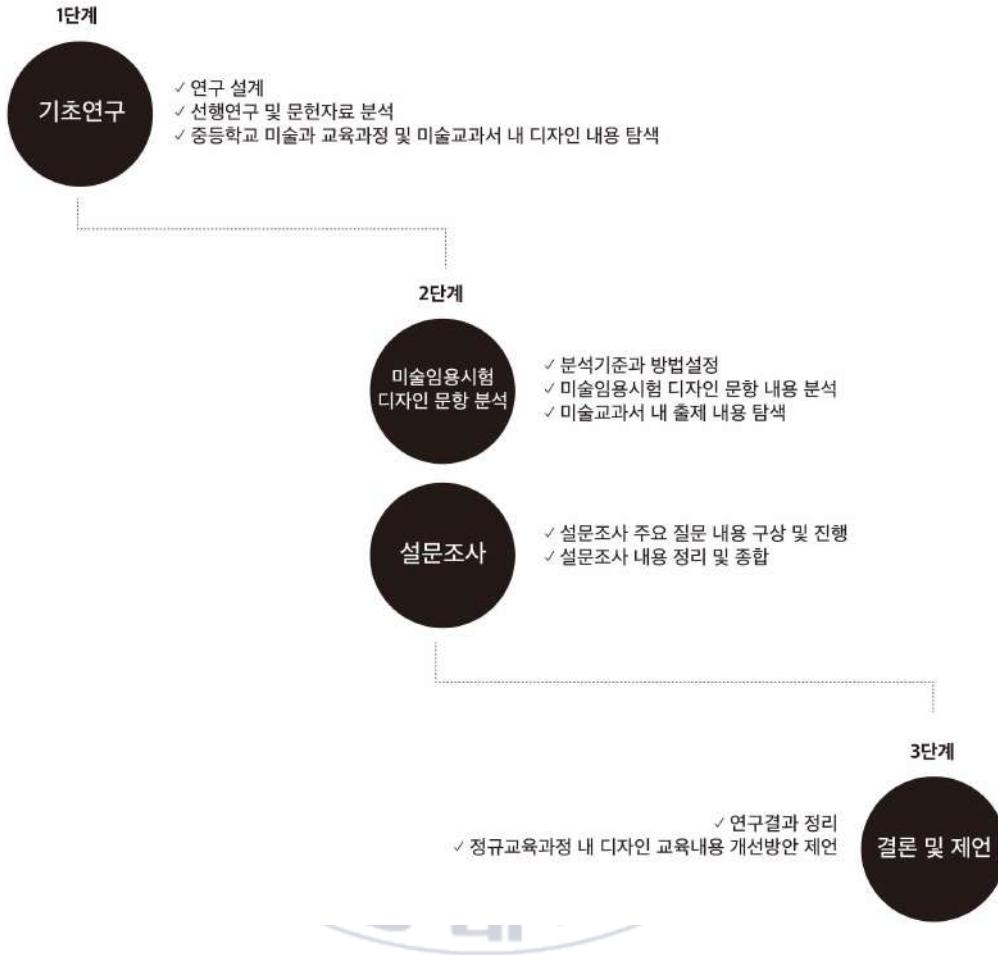 1단계
기초연구
✓ 연구 설계
✓ 선행연구 및 문헌자료 분석
✓ 중등학교 미술과 교육과정 및 미술교과서 내 디자인 내용 탐색
2단계
미술임용시험
디자인 문항 분석
✓ 분석기준과 방법설정
✓ 미술임용시험 디자인 문항 내용 분석
✓ 미술교과서 내 출제 내용 탐색
설문조사
✓ 설문조사 주요 질문 내용 구상 및 진행
✓ 설문조사 내용 정리 및 종합
3단계
✓ 연구결과 정리
✓ 정규교육과정 내 디자인 교육내용 개선방안 제언
결론 및 제언